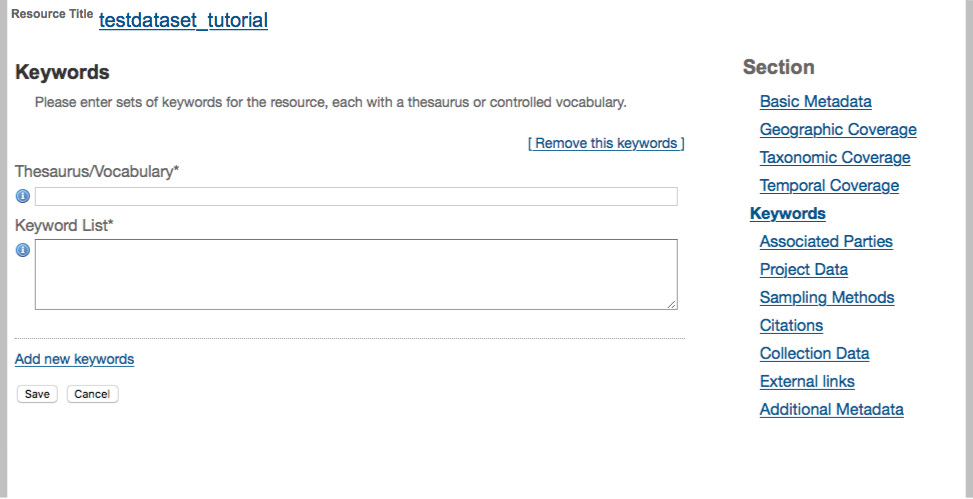 Resource Title testdataset_tutorial
Keywords
Please enter sets of keywords for the resource, each with a thesaurus or controlled vocabulary.
[ Remove this keywords ]
Thesaurus/Vocabulary*
i
Keyword List*
i
Add new keywords
Save Cancel
Section
Basic Metadata
Geographic Coverage
Taxonomic Coverage
Temporal Coverage
Keywords
Associated Parties
Project Data
Sampling Methods
Citations
Collection Data
External links
Additional Metadata